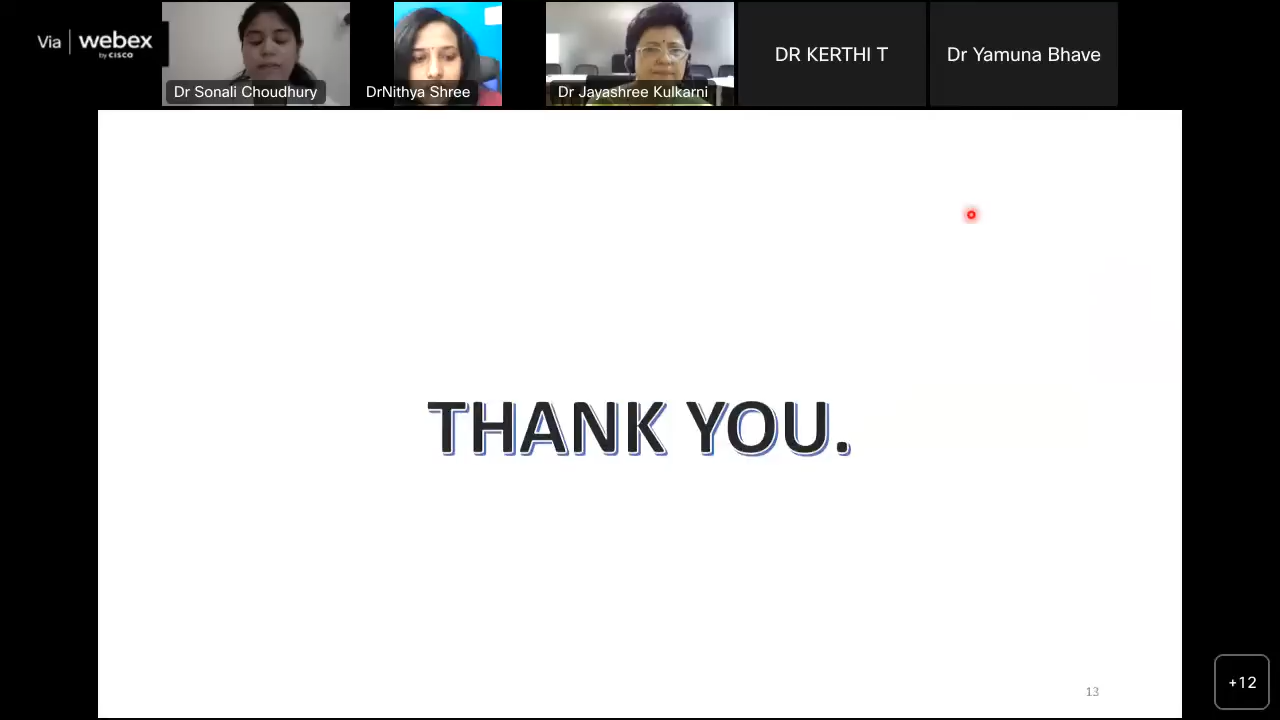 Via webex
by CISCO
Dr Sonali Choudhury
DrNithya Shree
Dr Jayashree Kulkarni
DR KERTHI T
Dr Yamuna Bhave
THANK YOU.
13
+12